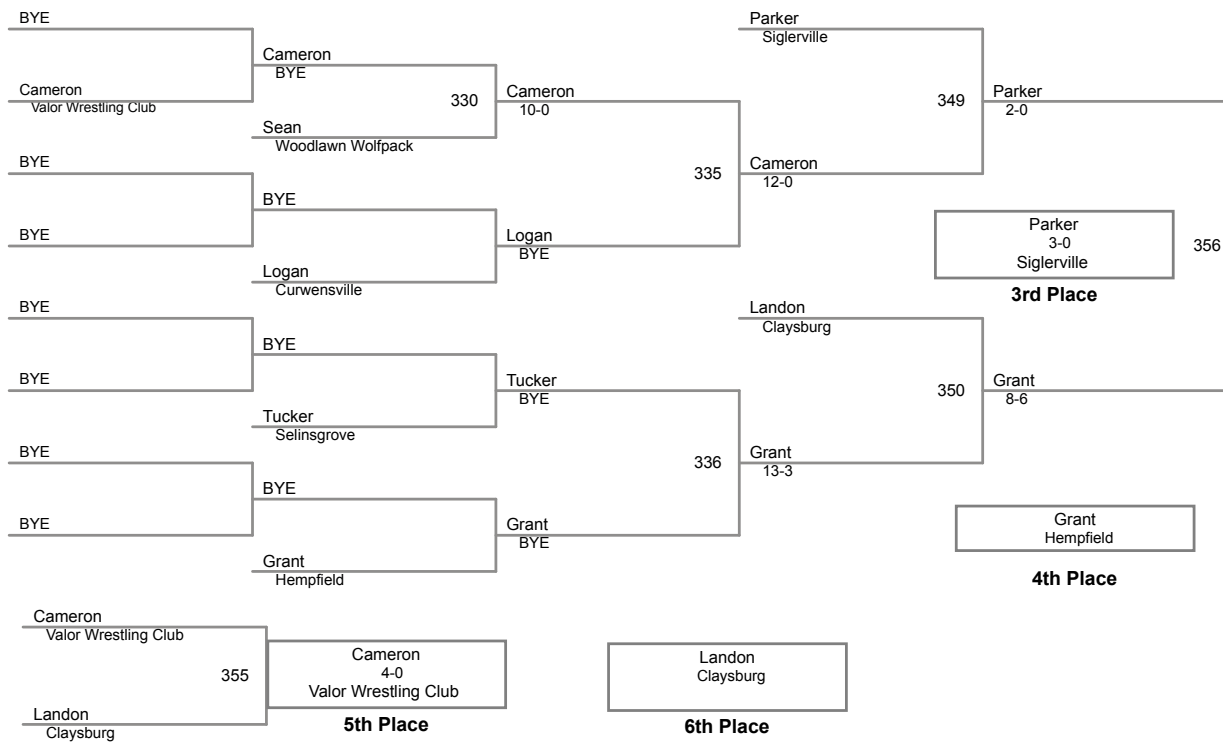 BYE
Cameron
Valor Wrestling Club
BYE
BYE
BYE
BYE
BYE
BYE
Cameron
BYE
330
Sean
Woodlawn Wolfpack
BYE
Logan
Curwensville
BYE
Tucker
Selinsgrove
BYE
Grant
Hempfield
Cameron
10-0
335
Logan
BYE
Tucker
BYE
336
Grant
BYE
Parker
Siglerville
349
Cameron
12-0
Landon
Claysburg
350
Grant
13-3
Parker
2-0
Parker
3-0
Siglerville
356
3rd Place
Grant
8-6
Grant
Hempfield
4th Place
Cameron
Valor Wrestling Club
355
Landon
Claysburg
Cameron
4-0
Valor Wrestling Club
5th Place
Landon
Claysburg
6th Place